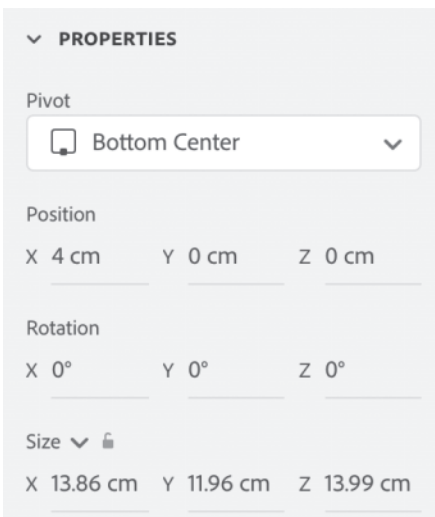 PROPERTIES
Pivot
Bottom Center
Position
X 4 cm Y 0 cm Z 0 cm
Rotation
X 0° Y 0° Z 0°
Size
X 13.86 cm Y 11.96 cm Z 13.99 cm